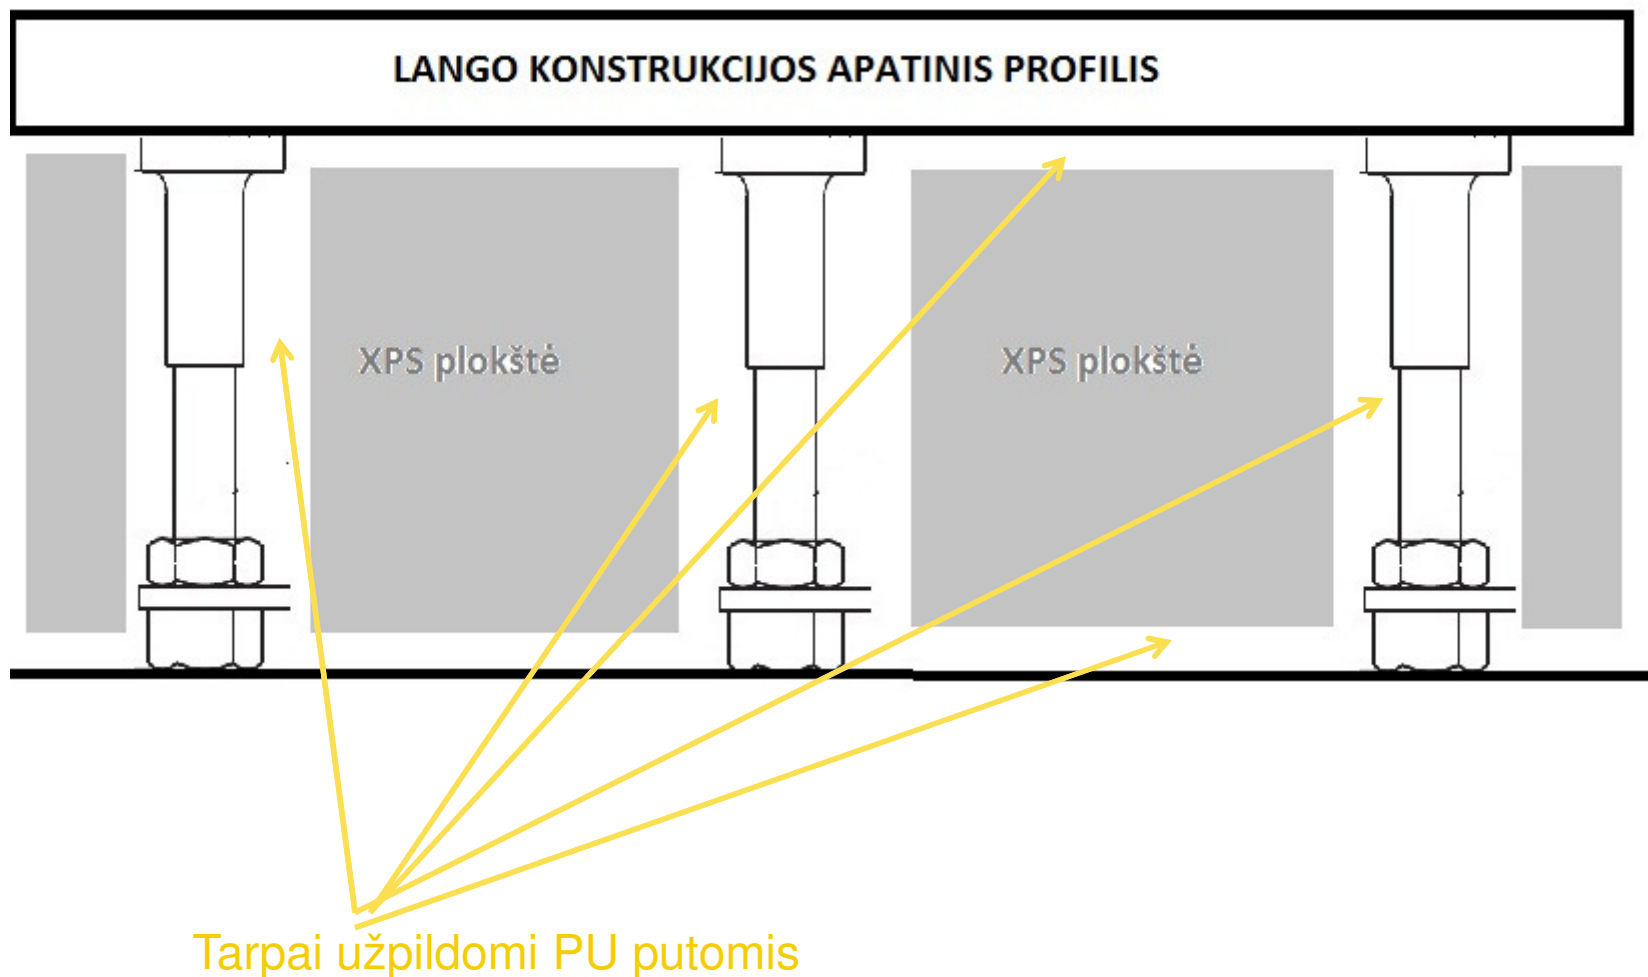 LANGO KONSTRUKCIJOS APATINIS PROFILIS
XPS plokštė
XPS plokštė
Tarpai užpildomi PU putomis